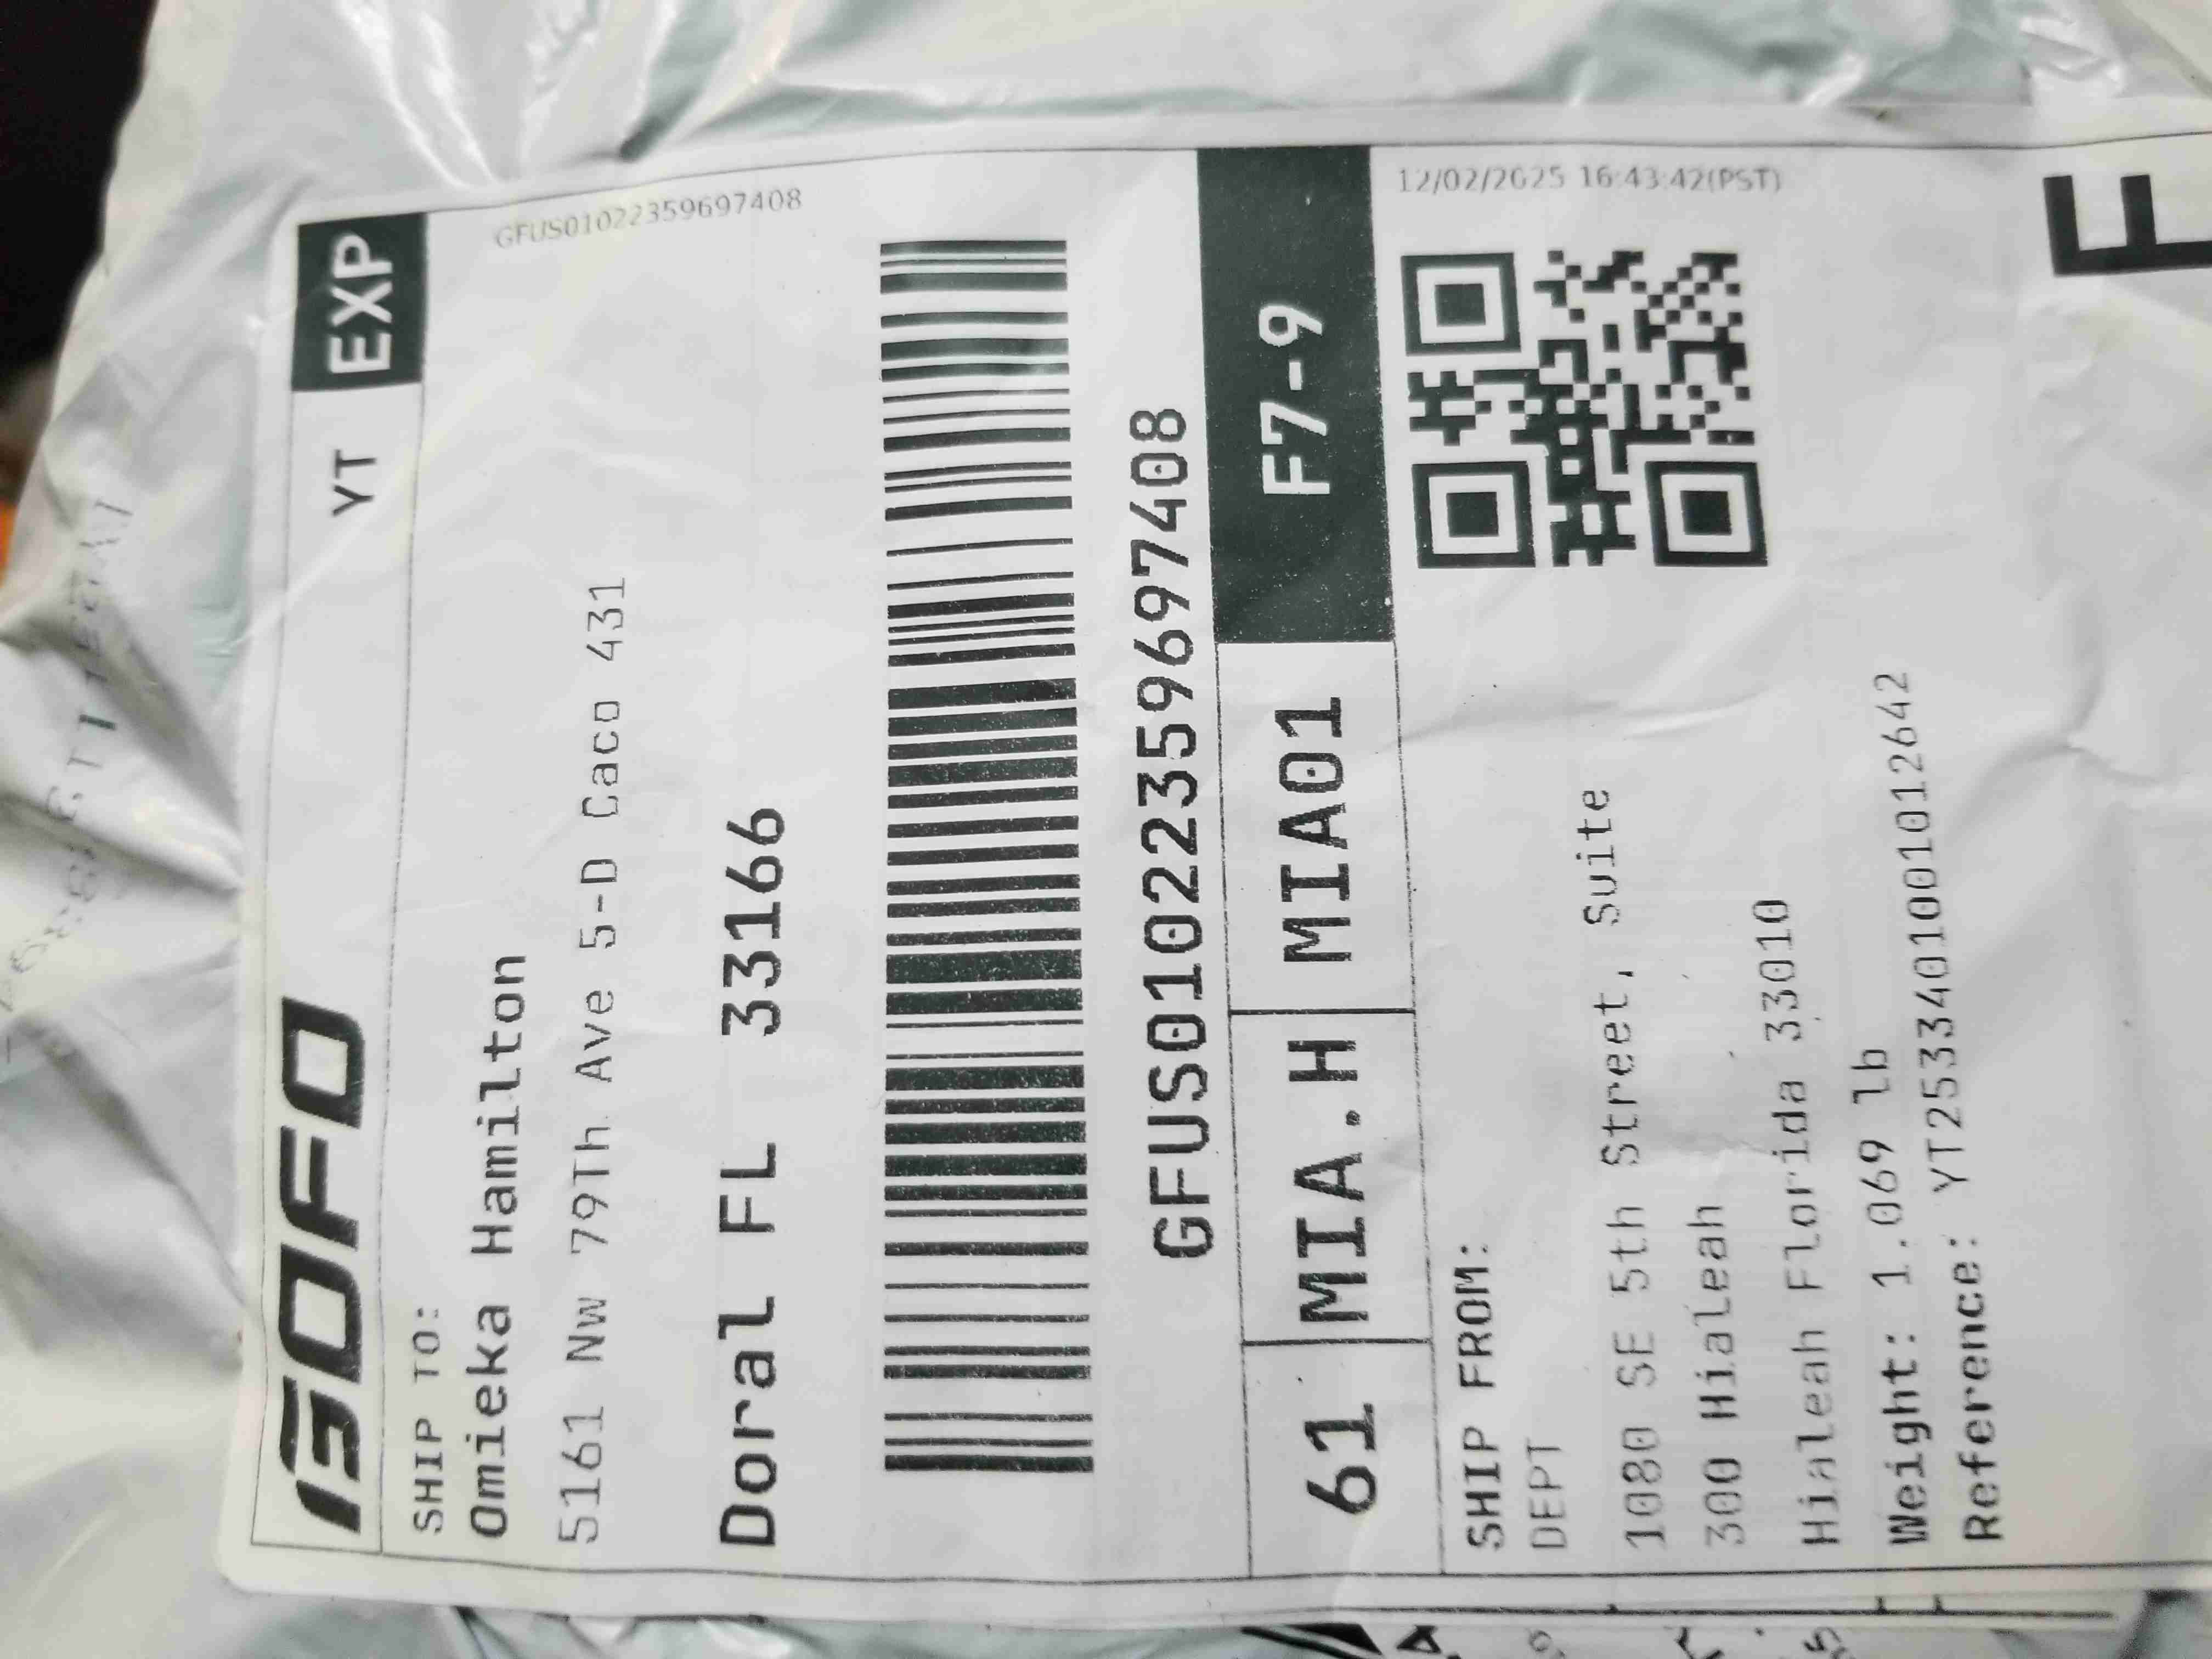 GOFO
YT EXP
GFUS01022359697408
SHIP TO:
Omieka Hamilton
5161 Nw 79Th Ave 5-D Caco 431
Doral FL 33166
GFUS01022359697408
61 MIA.H MIA01 F7-9
SHIP FROM:
12/02/2025 16:43:42(PST)
DEPT
1080 SE 5th Street, Suite
300 Hialeah
Hialeah Florida 33010
Weight: 1.069 lb
Reference: YT2533401001012642